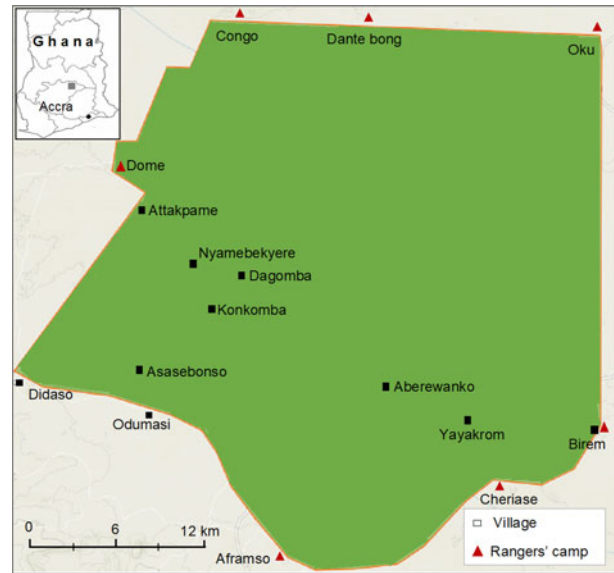 Ghana
Accra
Congo
Dante bong
Oku
Dome
Attakpame
Nyamebekyere
Dagomba
Konkomba
Asasebonso
Aberewanko
Didaso
Odumasi
Yayakrom
Birem
Cheriase
Aframso
0 6 12 km
Village
Rangers' camp